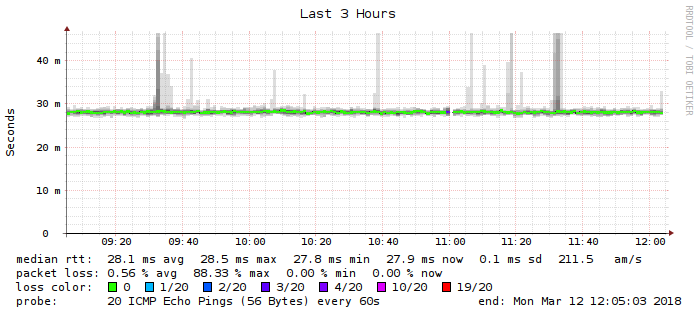 Last 3 Hours
RRDTOOL / TOBI OETIKER
Seconds
40 m
30 m
20 m
10 m
0
09:20 09:40 10:00 10:20 10:40 11:00 11:20 11:40 12:00
median rtt: 28.1 ms avg 28.5 ms max 27.8 ms min 27.9 ms now 0.1 ms sd 211.5 am/s
packet loss: 0.56 % avg 88.33 % max 0.00 % min 0.00 % now
loss color: 0 1/20 2/20 3/20 4/20 10/20 19/20
probe: 20 ICMP Echo Pings (56 Bytes) every 60s end: Mon Mar 12 12:05:03 2018